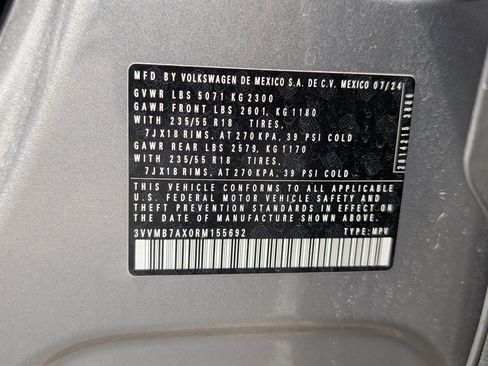 MFD BY VOLKSWAGEN DE MEXICO S.A. DE C.V. MEXICO 07/24
GVWR LBS 5071 KG 2300
GAWR FRONT LBS 2601, KG 1180
WITH 235/55 R18 TIRES,
7JX18 RIMS, AT 270 KPA, 39 PSI COLD.
GAWR REAR LBS 2579, KG 1170
WITH 235/55 R18 TIRES,
7JX18 RIMS, AT 270 KPA, 39 PSI COLD.
THIS VEHICLE CONFORMS TO ALL APPLICABLE
U.S. FEDERAL MOTOR VEHICLE SAFETY AND
THEFT PREVENTION STANDARDS IN EFFECT ON
THE DATE OF MANUFACTURE SHOWN ABOVE.
3VVMB7AX0RM155692 TYPE: MPV
2014215